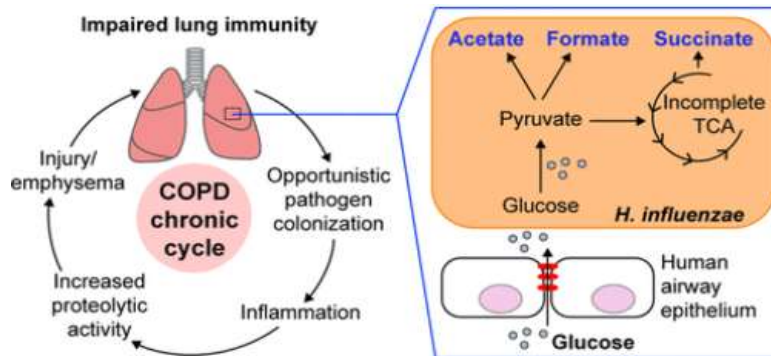 Impaired lung immunity
Injury/
emphysema
COPD
chronic
cycle
Opportunistic
pathogen
colonization
Increased
proteolytic
activity
Inflammation
Acetate Formate Succinate
Pyruvate
Incomplete
TCA
Glucose
H. influenzae
Human
airway
epithelium
Glucose